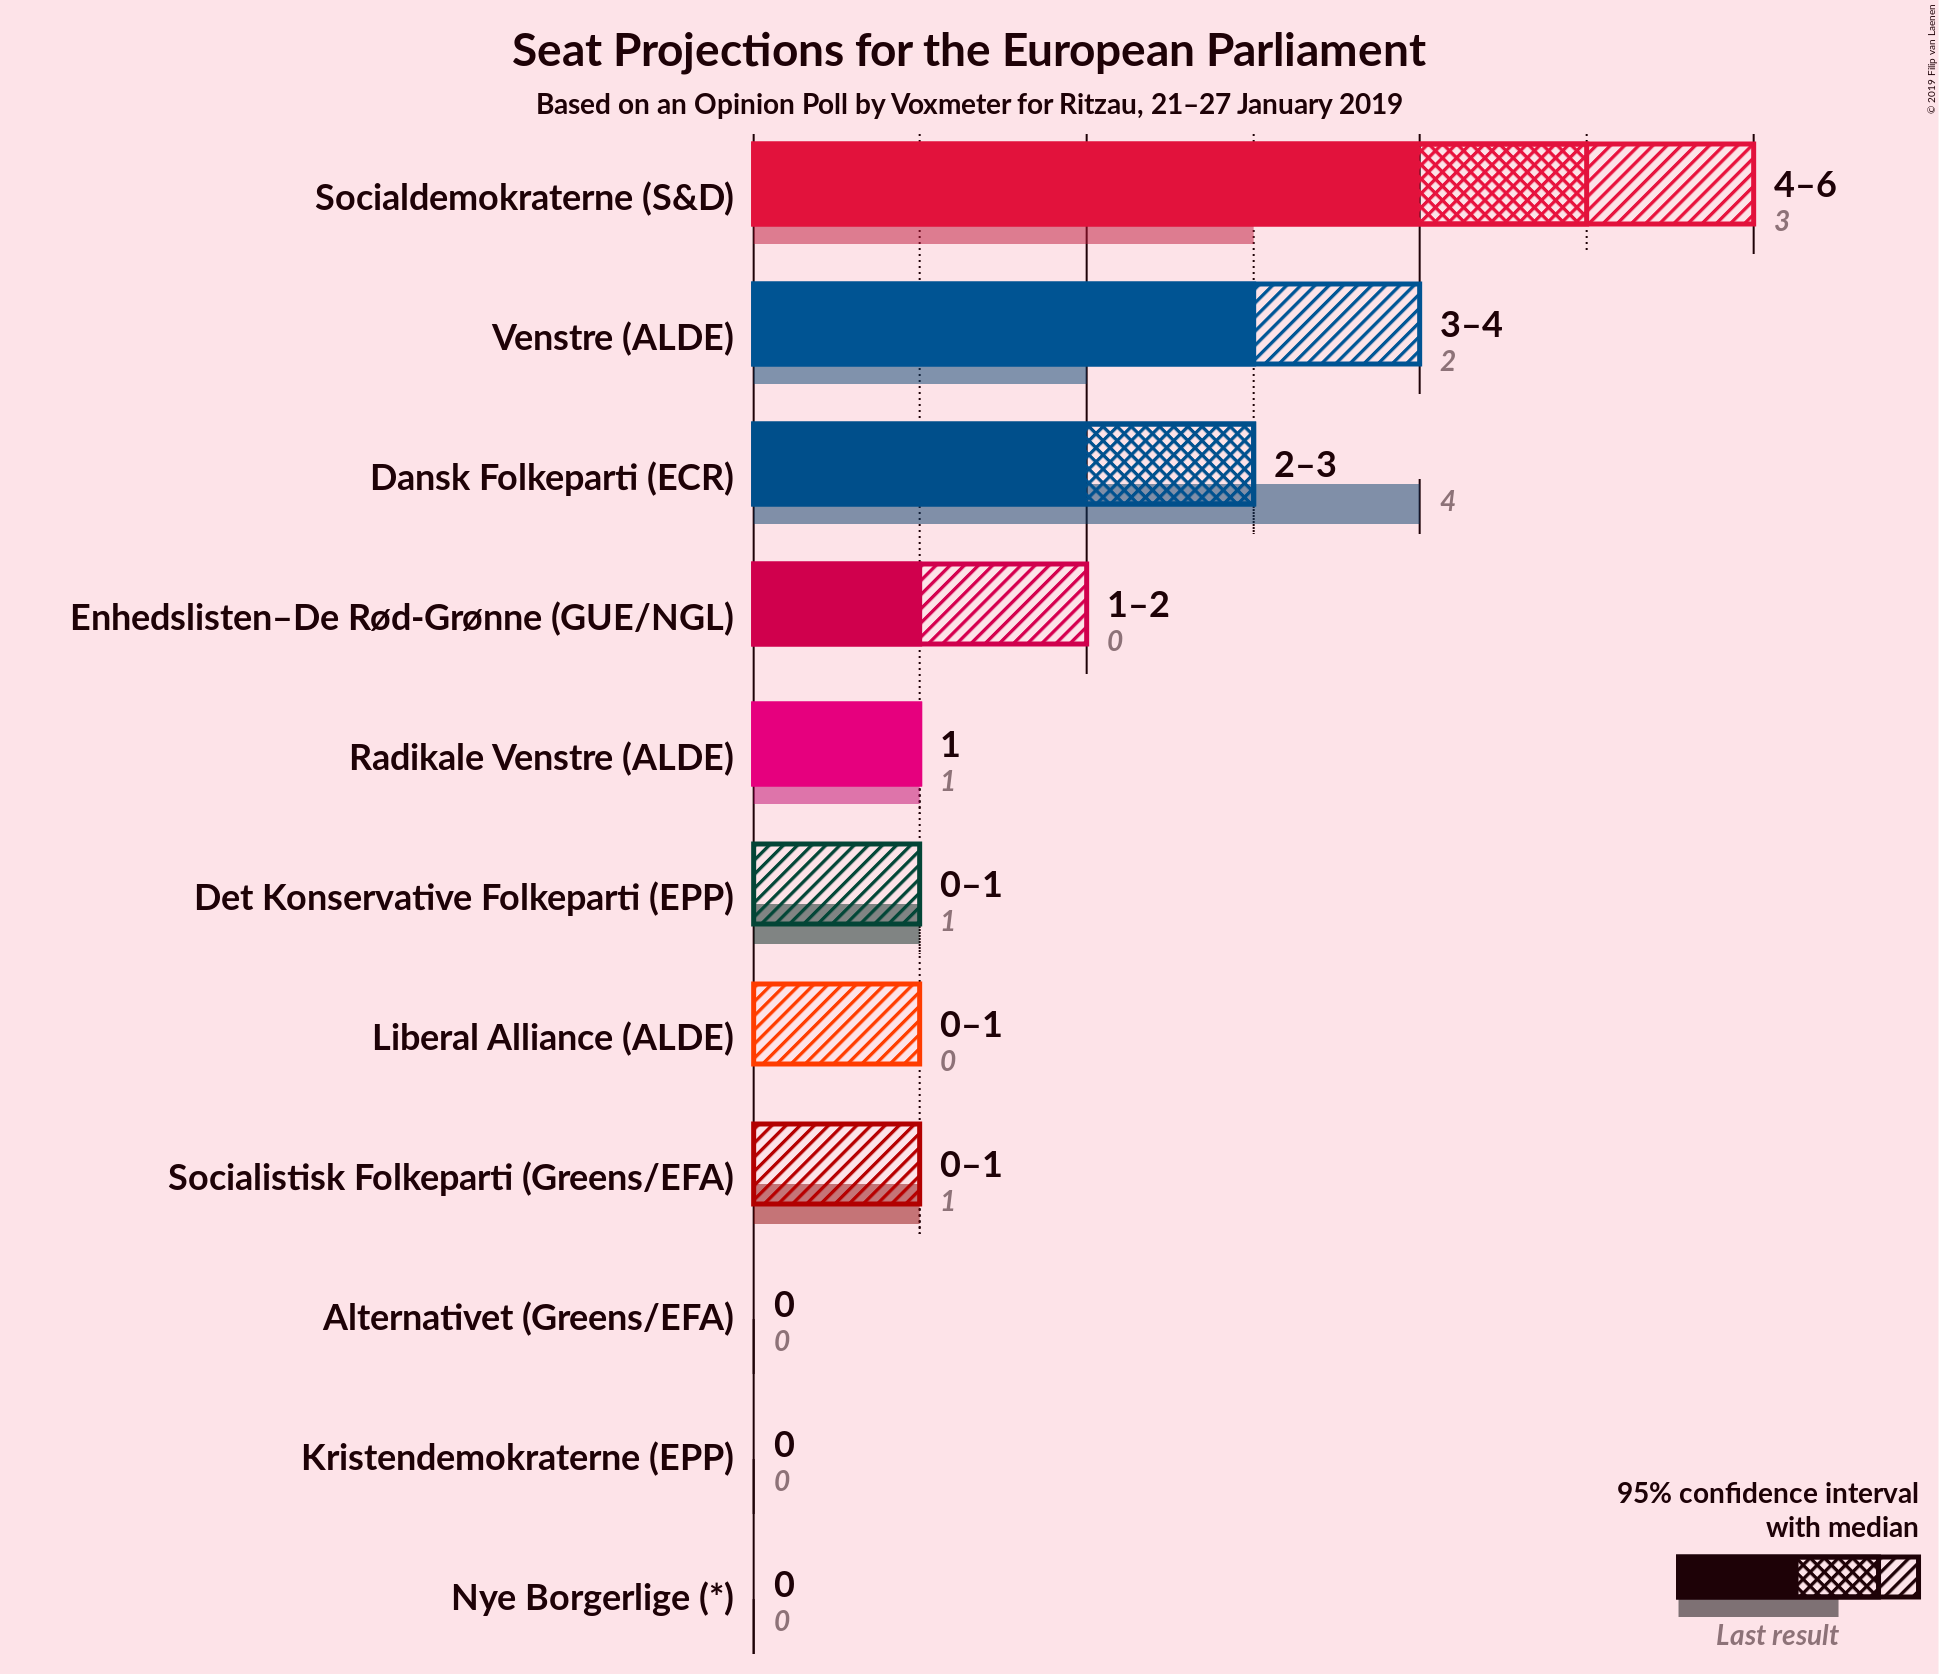 Seat Projections for the European Parliament
Based on an Opinion Poll by Voxmeter for Ritzau, 21–27 January 2019
© 2019 Filip van Laenen
Socialdemokraterne (S&D)
4–6
3
Venstre (ALDE)
3–4
2
Dansk Folkeparti (ECR)
2–3
4
Enhedslisten–De Rød-Grønne (GUE/NGL)
1–2
0
Radikale Venstre (ALDE)
1
1
Det Konservative Folkeparti (EPP)
0–1
1
Liberal Alliance (ALDE)
0–1
0
Socialistisk Folkeparti (Greens/EFA)
0–1
1
Alternativet (Greens/EFA)
0
0
Kristendemokraterne (EPP)
0
0
Nye Borgerlige (*)
0
0
95% confidence interval
with median
Last result